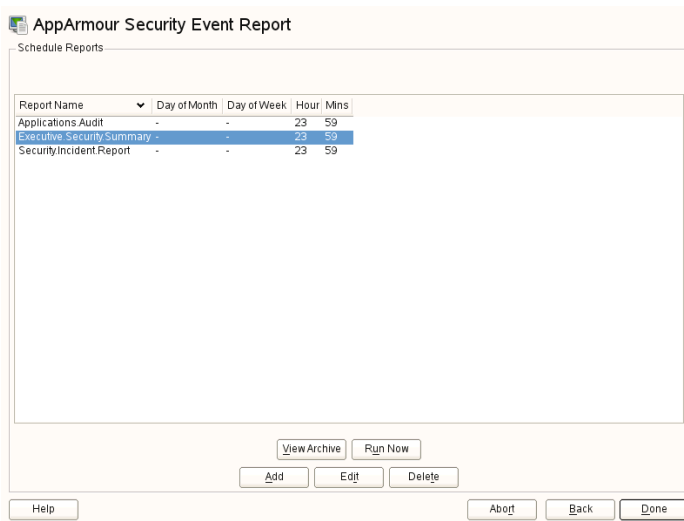 AppArmour Security Event Report
Schedule Reports
Report Name Day of Month Day of Week Hour Mins
Applications.Audit - - 23 59
Executive.Security.Summary - - 23 59
Security.Incident.Report - - 23 59
View Archive Run Now
Add Edit Delete
Help Abort Back Done